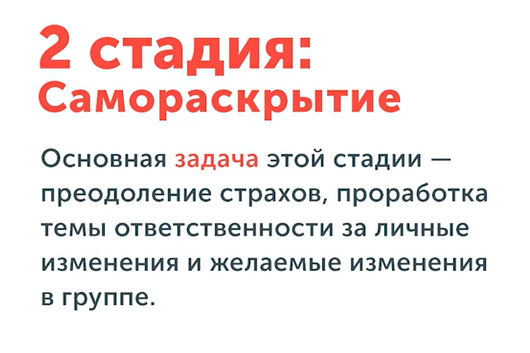 2 стадия:
Самораскрытие
Основная задача этой стадии —
преодоление страхов, проработка
темы ответственности за личные
изменения и желаемые изменения
в группе.